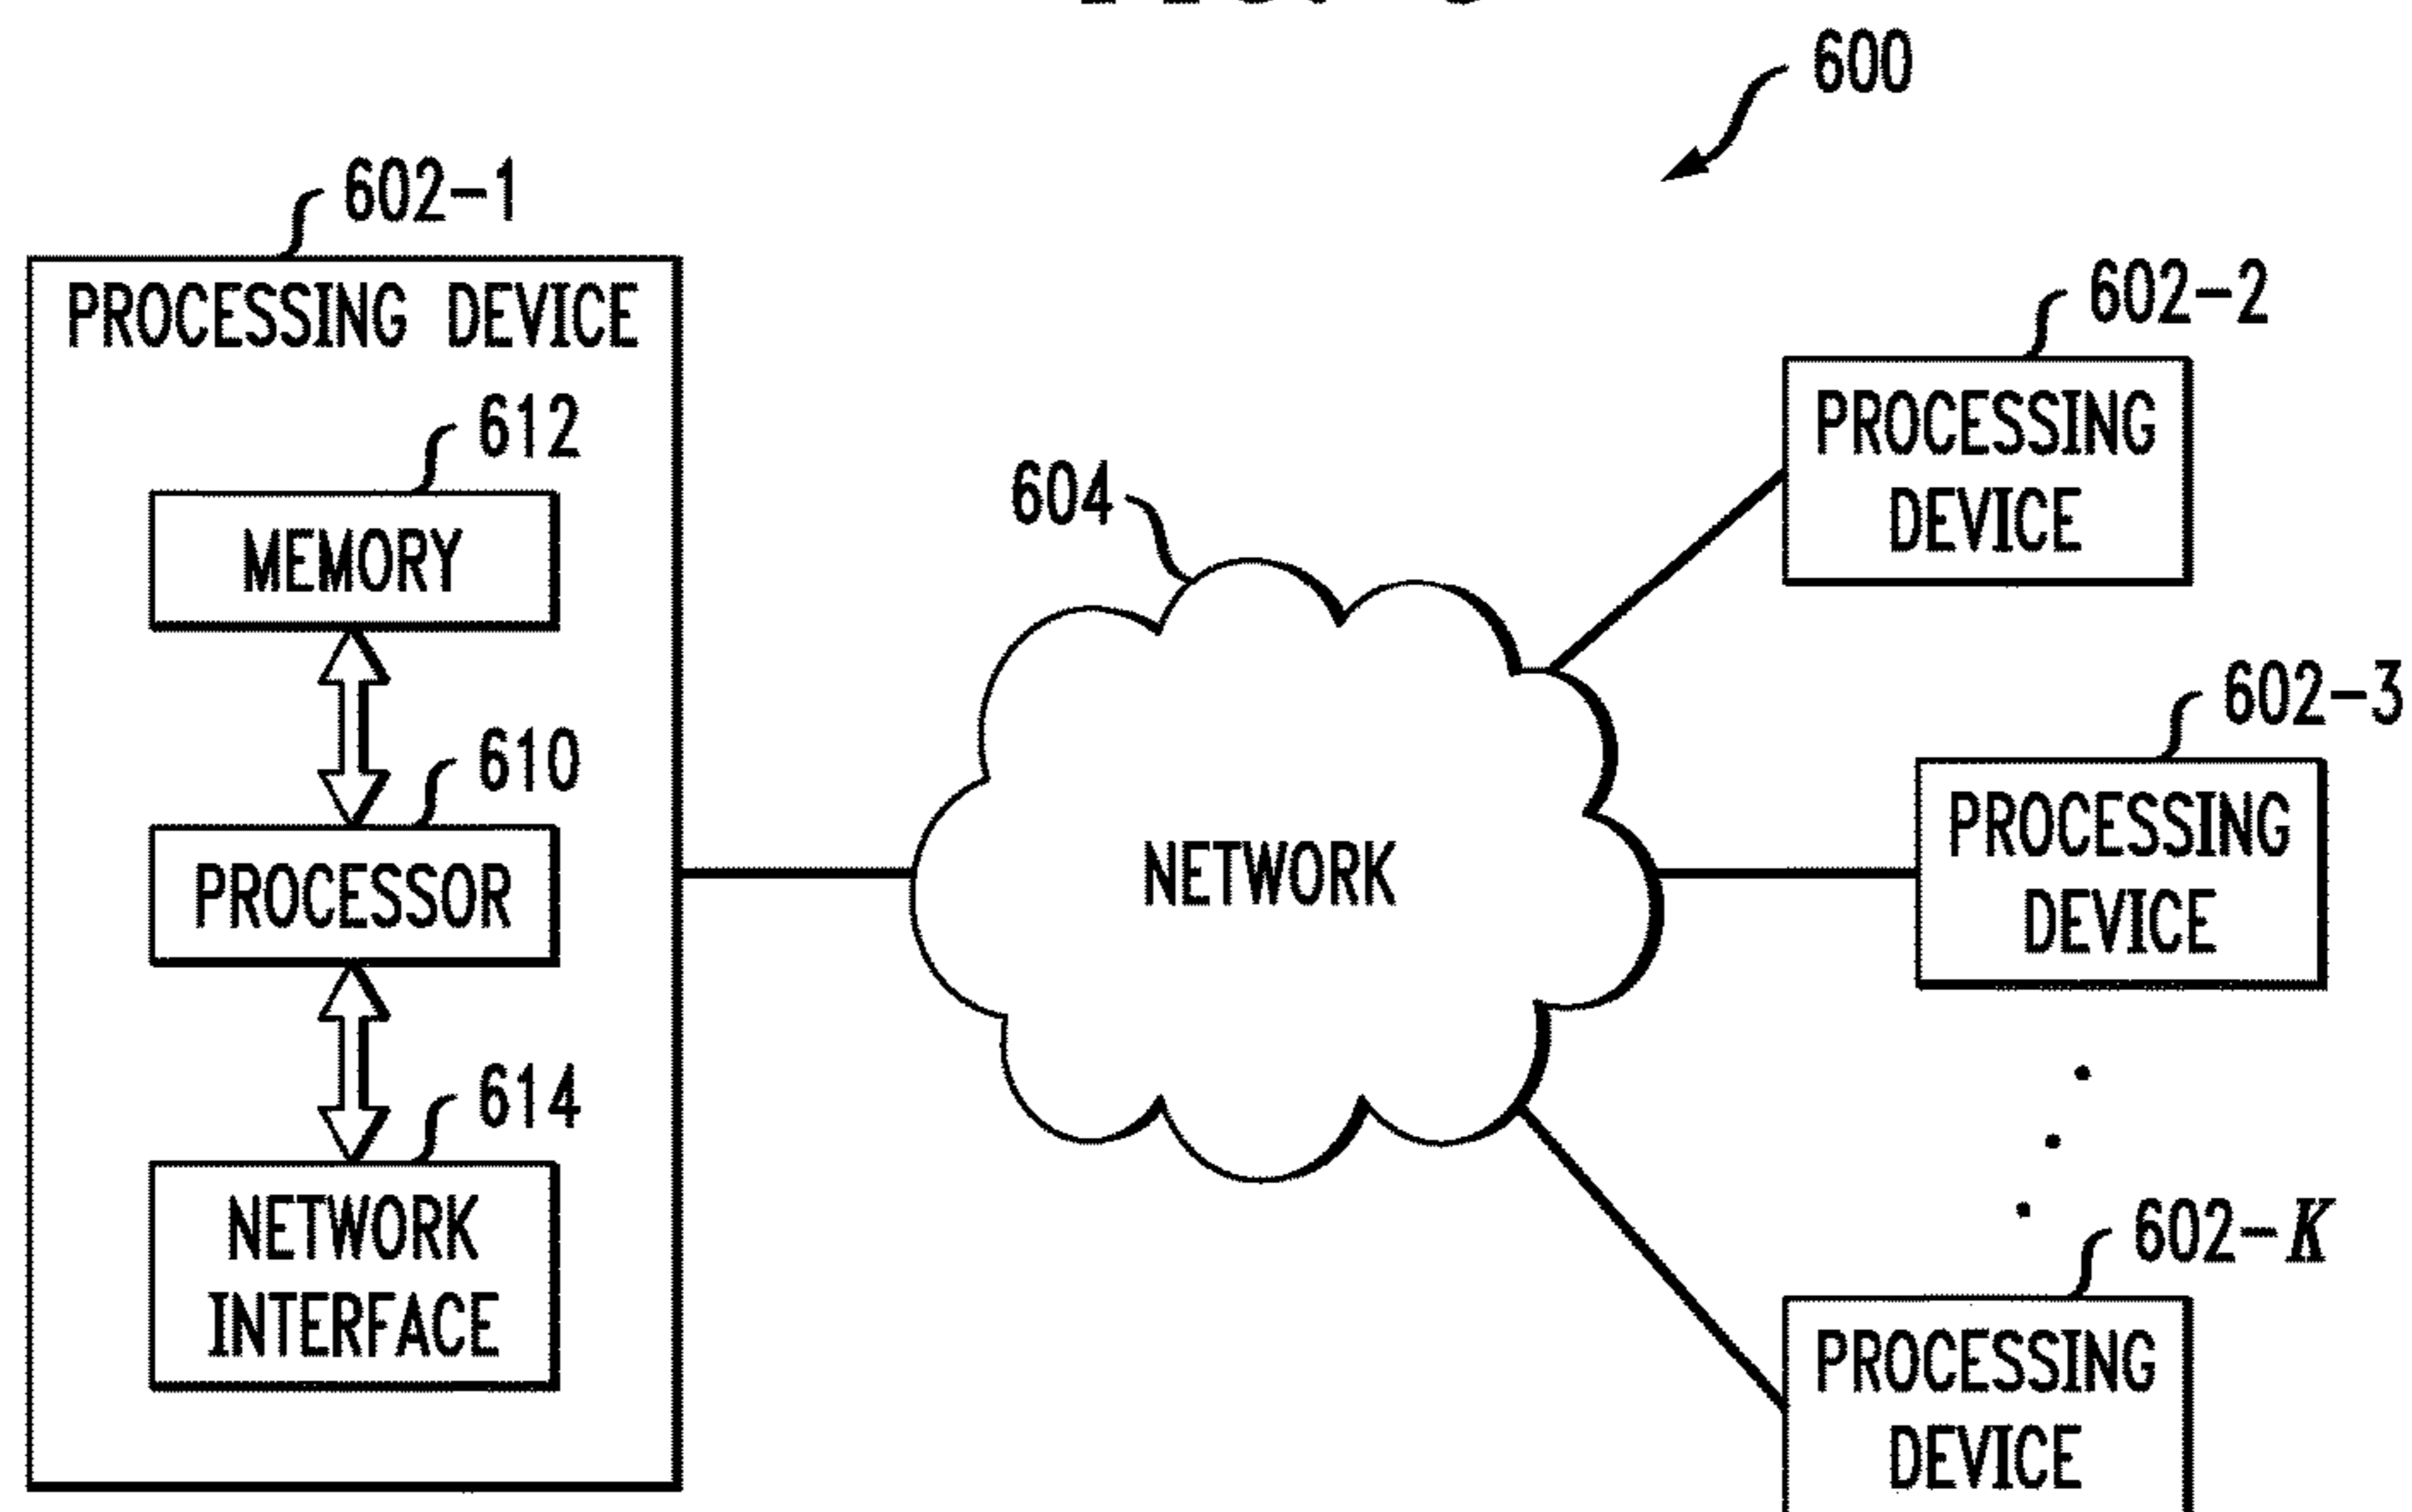 600
602-1
PROCESSING DEVICE
612
MEMORY
610
PROCESSOR
614
NETWORK
INTERFACE
604
NETWORK
602-2
PROCESSING
DEVICE
602-3
PROCESSING
DEVICE
602-K
PROCESSING
DEVICE